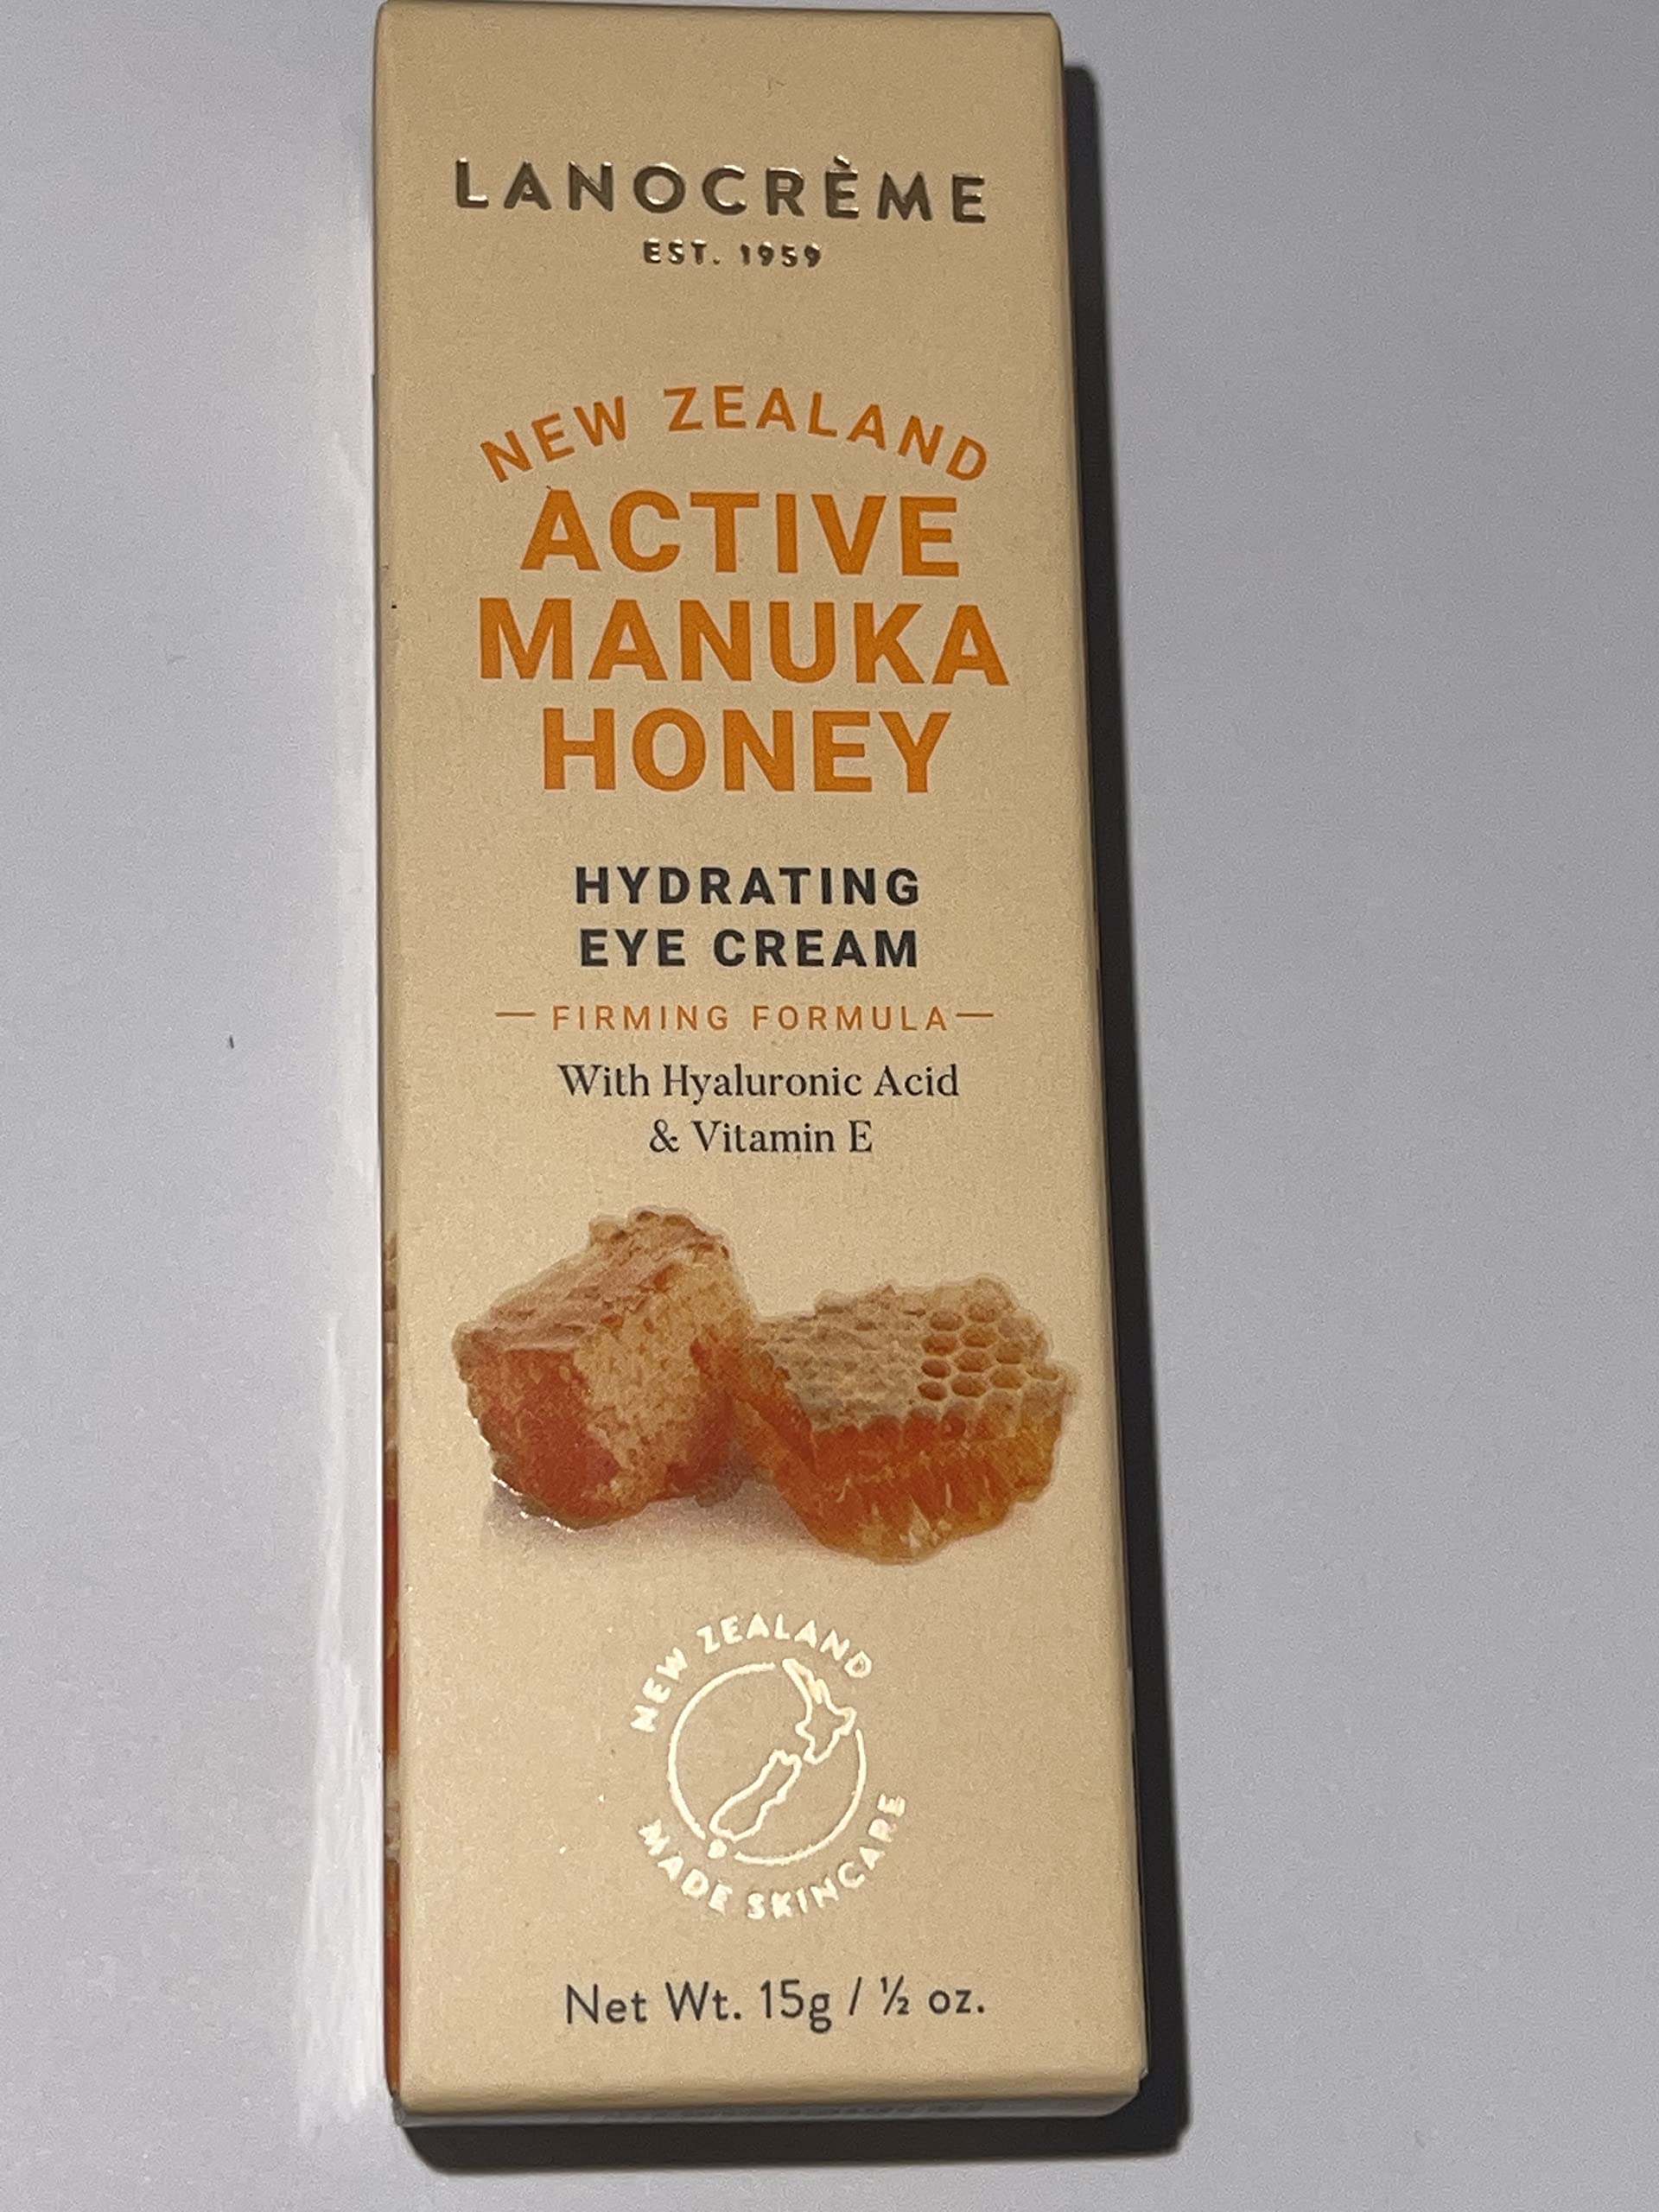 LANOCRÈME
EST. 1959
NEW ZEALAND
ACTIVE
MANUKA
HONEY
HYDRATING
EYE CREAM
FIRMING FORMULA
With Hyaluronic Acid
& Vitamin E
NEW ZEALAND
MADE SKINCARE
Net Wt. 15g / ½ oz.